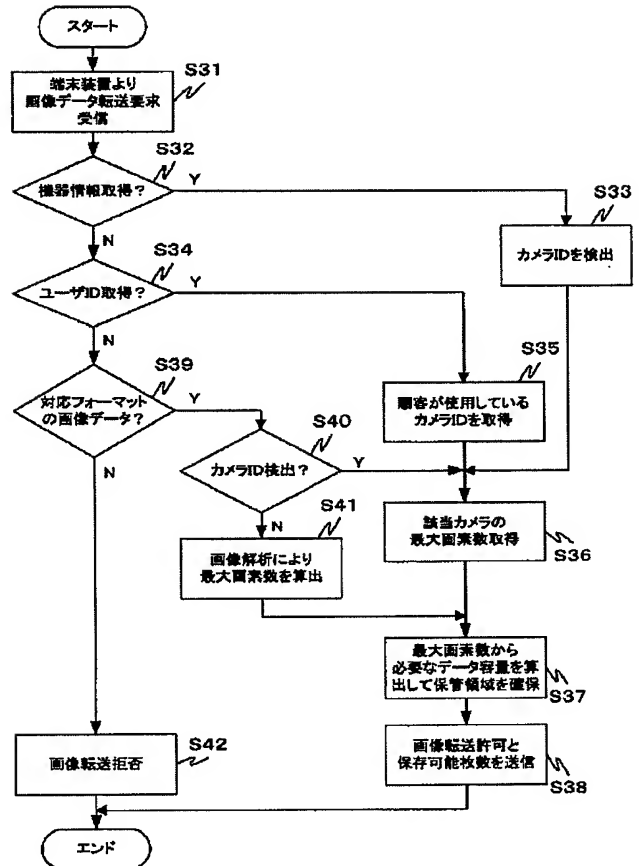 スタート
S31
端末装置より
画像データ転送要求
受信
S32
機器情報取得?
Y
N
S33
カメラIDを検出
S34
ユーザID取得?
Y
N
S35
顧客が使用している
カメラIDを取得
S39
対応フォーマット
の画像データ?
Y
N
S40
カメラID検出?
Y
N
S36
該当カメラの
最大画素数取得
S41
画像解析により
最大画素数を算出
S37
最大画素数から
必要なデータ容量を算
出して保管領域を確保
S38
画像転送許可と
保存可能枚数を送信
S42
画像転送拒否
エンド